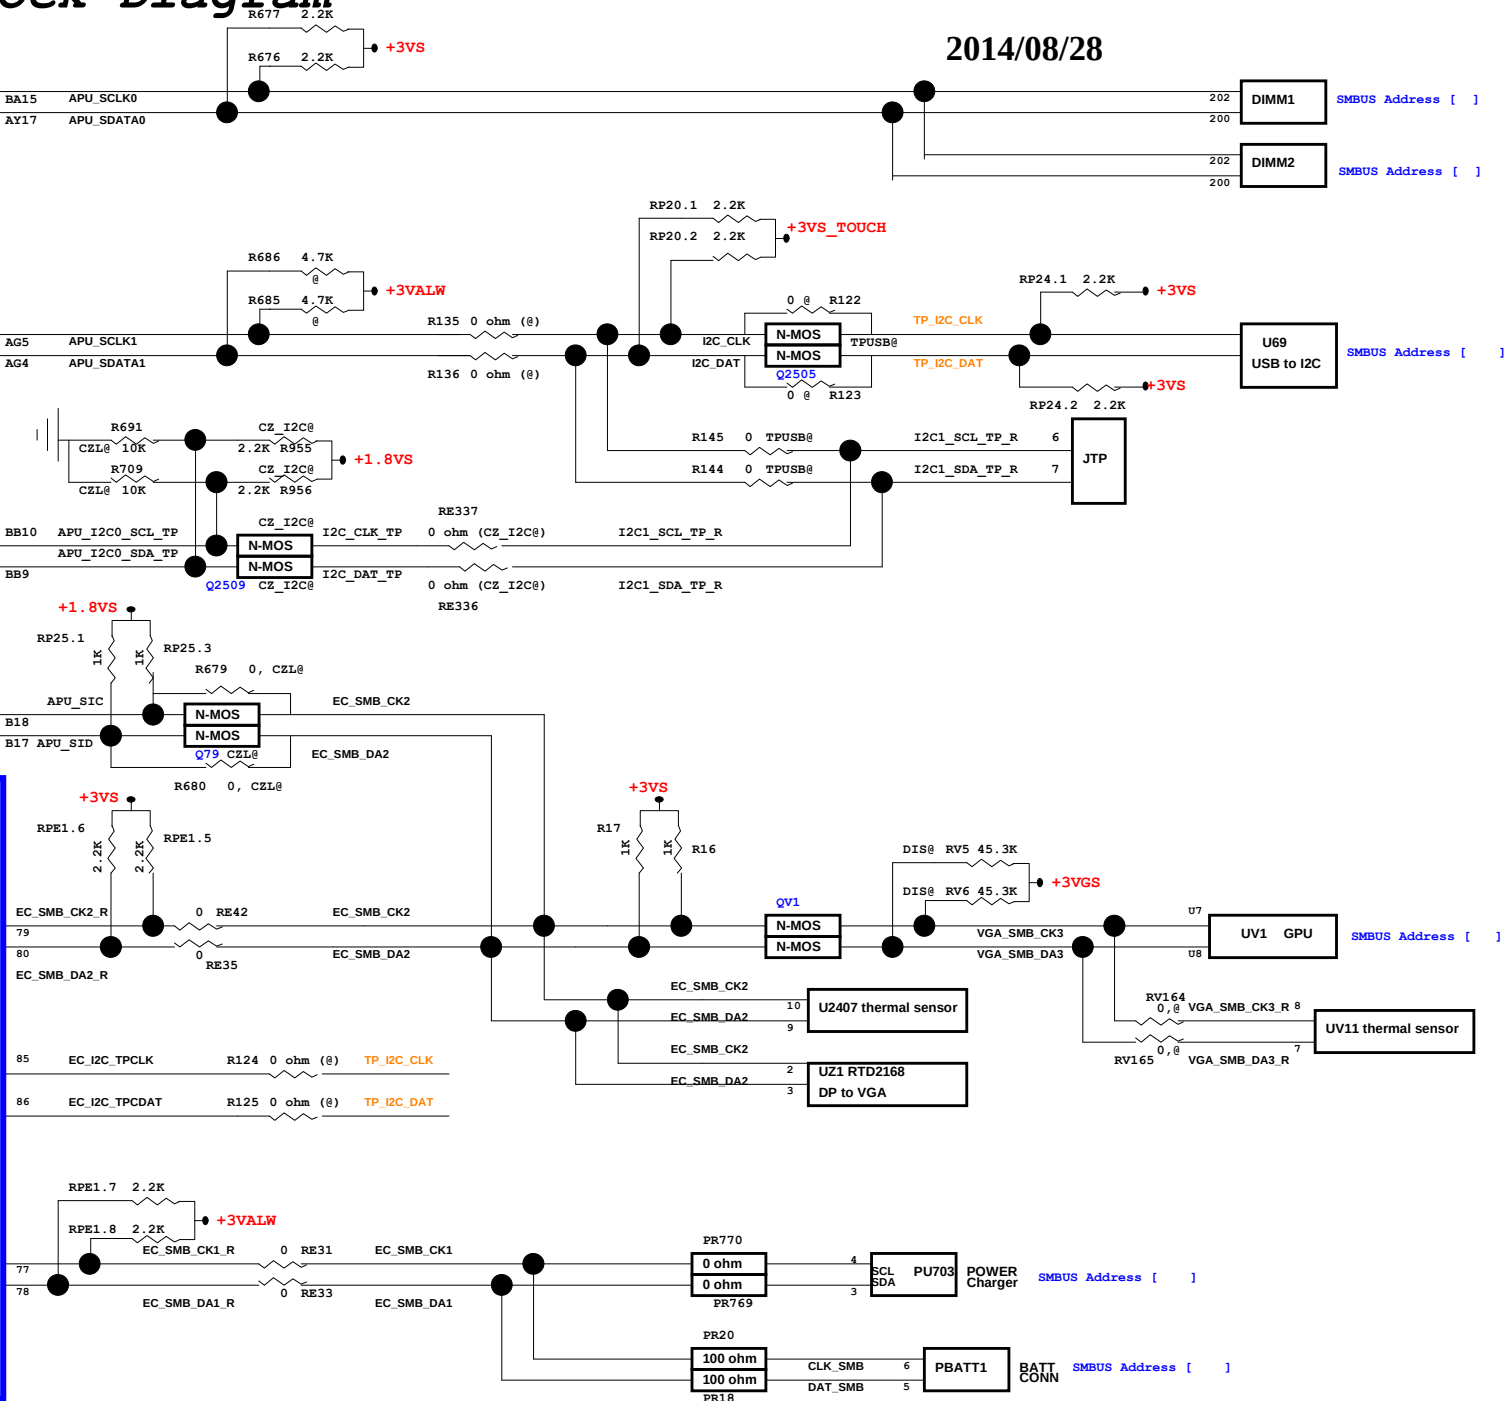 ock Diagram
R677 2.2K
2014/08/28
R676 2.2K
+3VS
BA15 APU_SCLK0
AY17 APU_SDATA0
202 DIMM1 SMBUS Address [ ]
200
202 DIMM2 SMBUS Address [ ]
200
RP20.1 2.2K
RP20.2 2.2K
+3VS_TOUCH
R686 4.7K
@
R685 4.7K
@
+3VALW
RP24.1 2.2K
+3VS
0 @ R122
R135 0 ohm (@)
AG5 APU_SCLK1
AG4 APU_SDATA1
R136 0 ohm (@)
I2C_CLK N-MOS TPUSB@
I2C_DAT N-MOS
Q2505
0 @ R123
TP_I2C_CLK
TP_I2C_DAT
U69
USB to I2C
SMBUS Address [ ]
+3VS
RP24.2 2.2K
R691 CZ_I2C@
CZL@ 10K 2.2K R955
R709 CZ_I2C@
CZL@ 10K 2.2K R956
+1.8VS
R145 0 TPUSB@ I2C1_SCL_TP_R 6
R144 0 TPUSB@ I2C1_SDA_TP_R 7
JTP
RE337
CZ_I2C@
BB10 APU_I2C0_SCL_TP N-MOS I2C_CLK_TP 0 ohm (CZ_I2C@) I2C1_SCL_TP_R
APU_I2C0_SDA_TP N-MOS
BB9 I2C_DAT_TP
Q2509 CZ_I2C@ 0 ohm (CZ_I2C@) I2C1_SDA_TP_R
RE336
+1.8VS
RP25.1 1K 1K RP25.3
R679 0, CZL@
APU_SIC N-MOS EC_SMB_CK2
B18
B17 APU_SID N-MOS
Q79 CZL@ EC_SMB_DA2
R680 0, CZL@
+3VS
RPE1.6 2.2K 2.2K RPE1.5
+3VS
R17 1K 1K R16
DIS@ RV5 45.3K
DIS@ RV6 45.3K
+3VGS
EC_SMB_CK2_R 0 RE42 EC_SMB_CK2
79
80 0 RE35 EC_SMB_DA2
EC_SMB_DA2_R
QV1
N-MOS
N-MOS
VGA_SMB_CK3
VGA_SMB_DA3
U7
U8
UV1 GPU
SMBUS Address [ ]
EC_SMB_CK2 10 U2407 thermal sensor
EC_SMB_DA2 9
RV164
0,@ VGA_SMB_CK3_R 8
UV11 thermal sensor
RV165 0,@ VGA_SMB_DA3_R 7
EC_SMB_CK2 2 UZ1 RTD2168
EC_SMB_DA2 3 DP to VGA
85 EC_I2C_TPCLK R124 0 ohm (@) TP_I2C_CLK
86 EC_I2C_TPCDAT R125 0 ohm (@) TP_I2C_DAT
RPE1.7 2.2K
RPE1.8 2.2K
+3VALW
77 EC_SMB_CK1_R 0 RE31 EC_SMB_CK1
78 EC_SMB_DA1_R 0 RE33 EC_SMB_DA1
PR770
0 ohm
0 ohm
PR769
4 SCL PU703
3 SDA
POWER
Charger
SMBUS Address [ ]
PR20
100 ohm
100 ohm
PR18
CLK_SMB 6
DAT_SMB 5
PBATT1
BATT
CONN
SMBUS Address [ ]